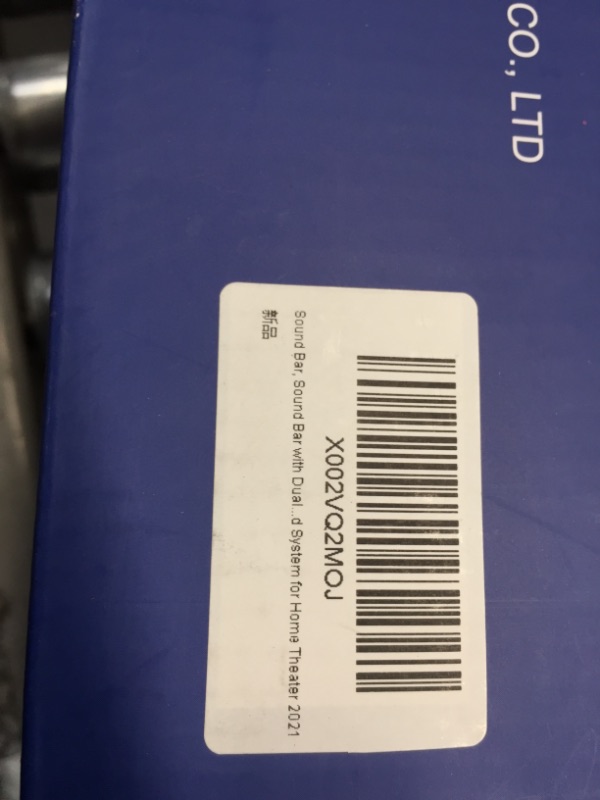 CO., LTD
X002VQ2MOJ
Sound Bar, Sound Bar with Dual...d System for Home Theater 2021
新品